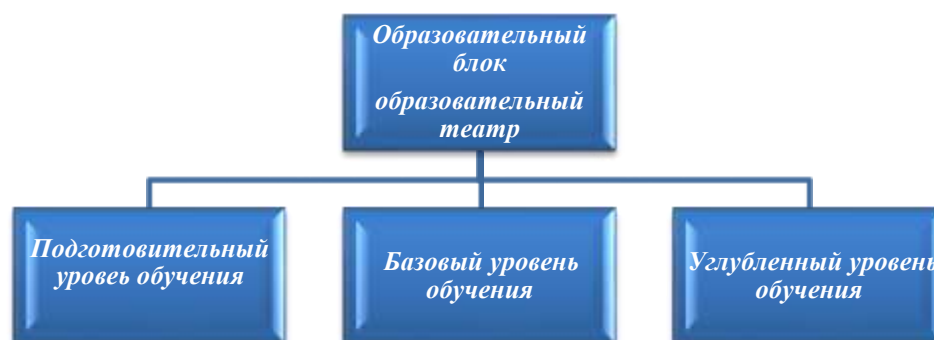 Образовательный
блок
образовательный
театр
Подготовительный
уровеь обучения
Базовый уровень
обучения
Углубленный уровень
обучения